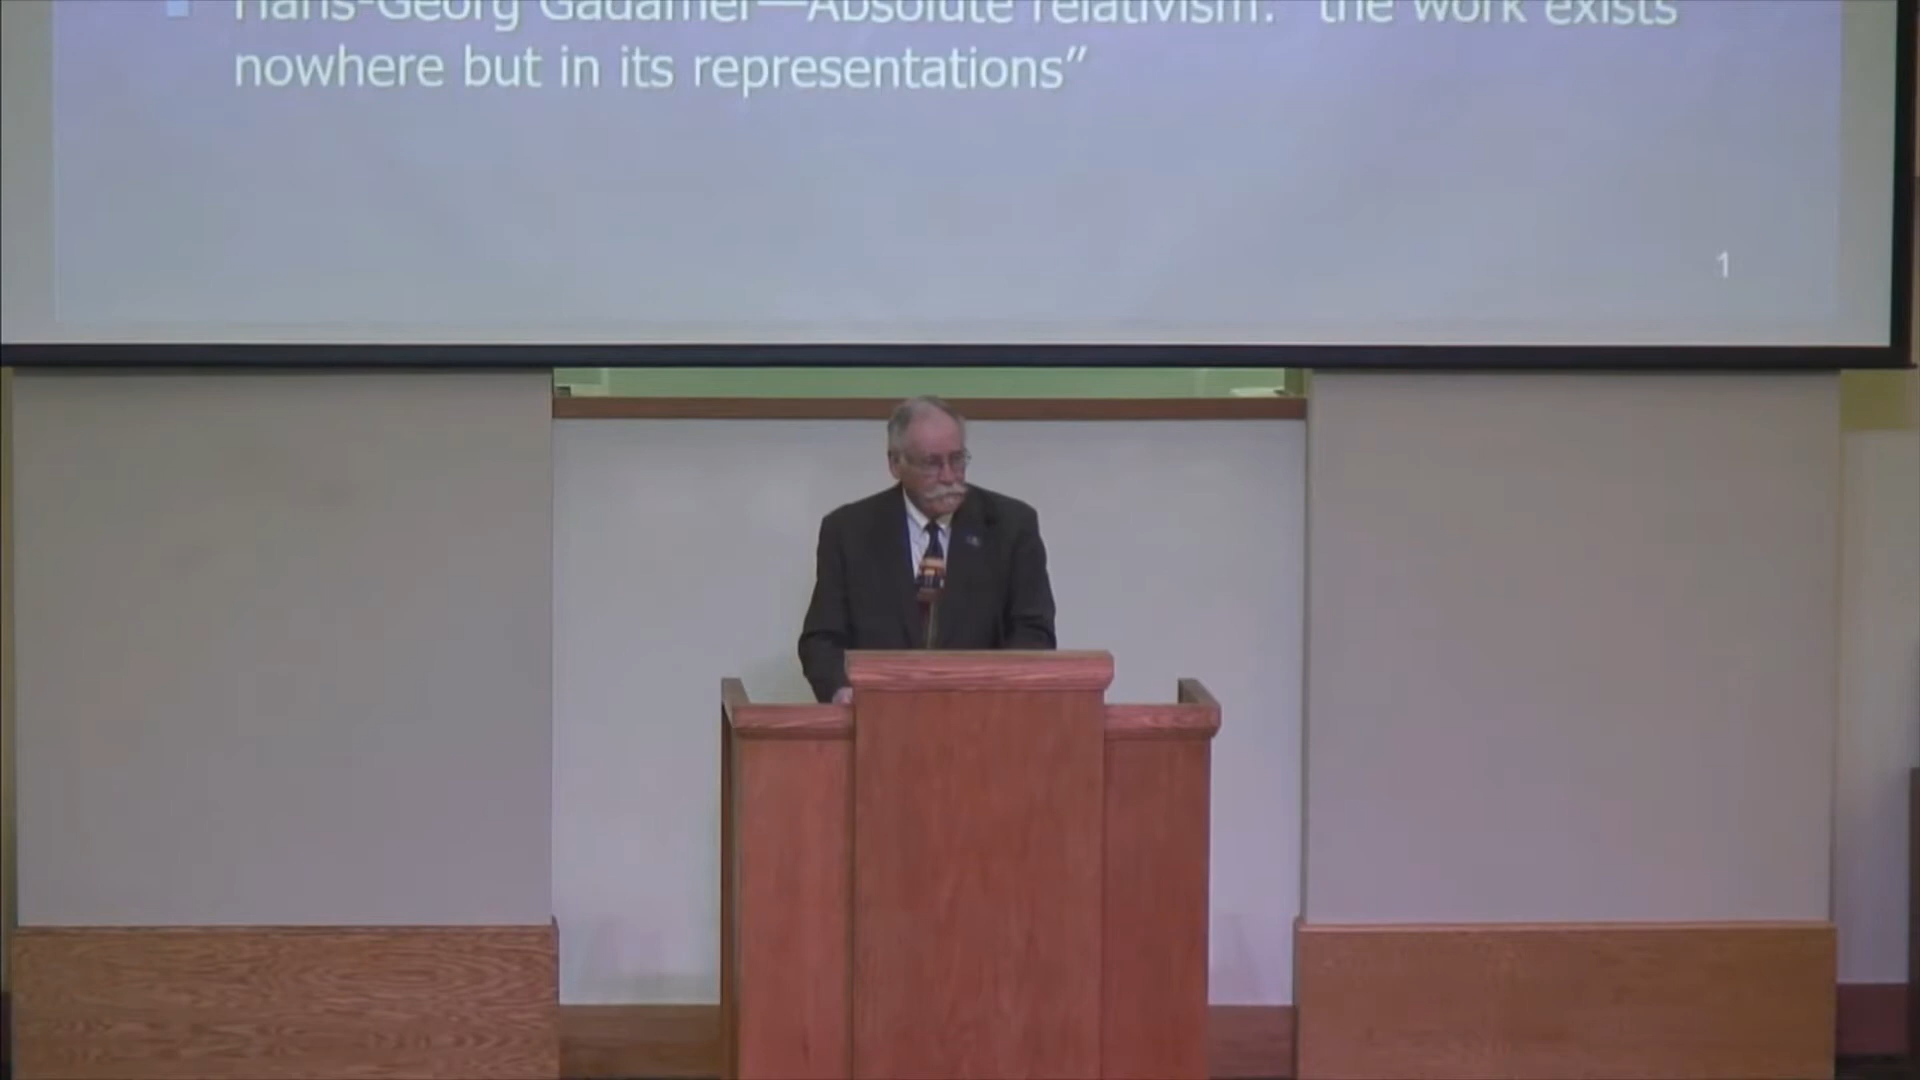 Hans-Georg Gadamer—Absolute relativism: "the work exists
nowhere but in its representations"
1